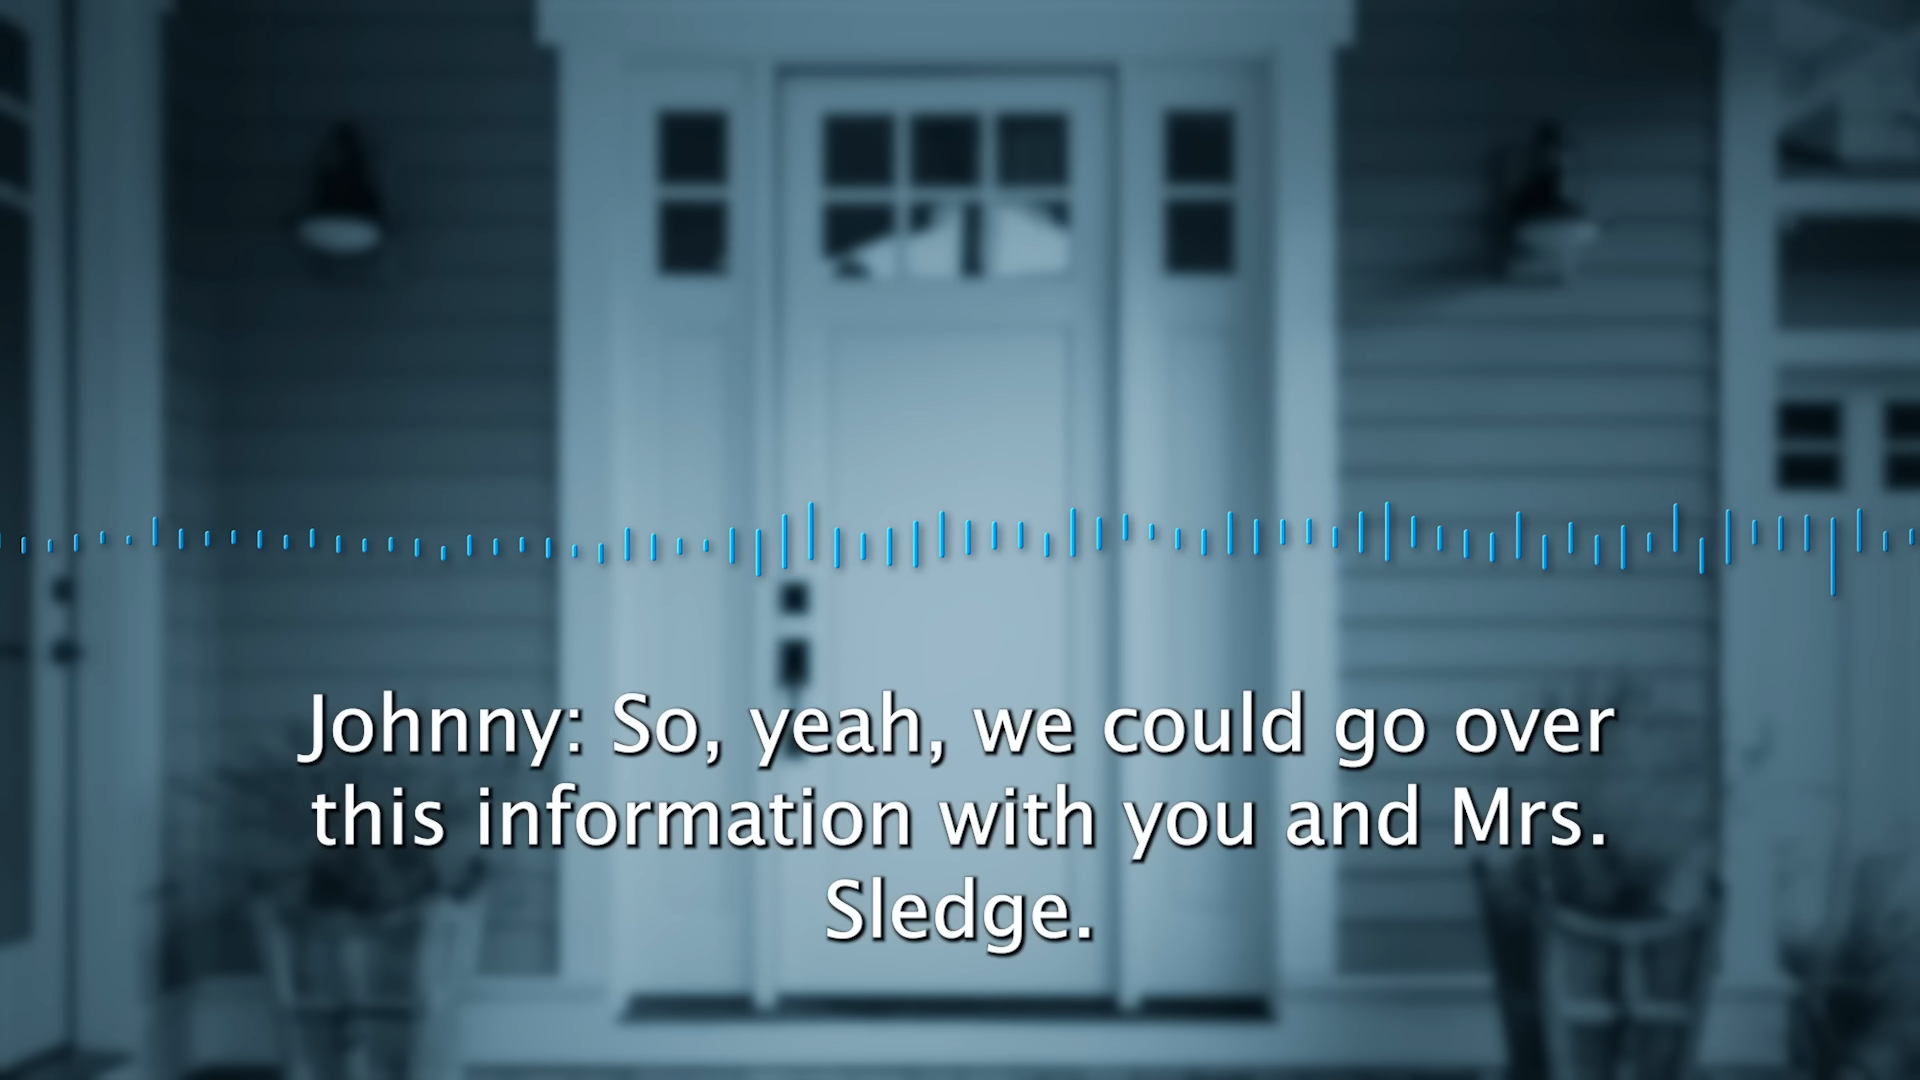 Johnny: So, yeah, we could go over
this information with you and Mrs.
Sledge.